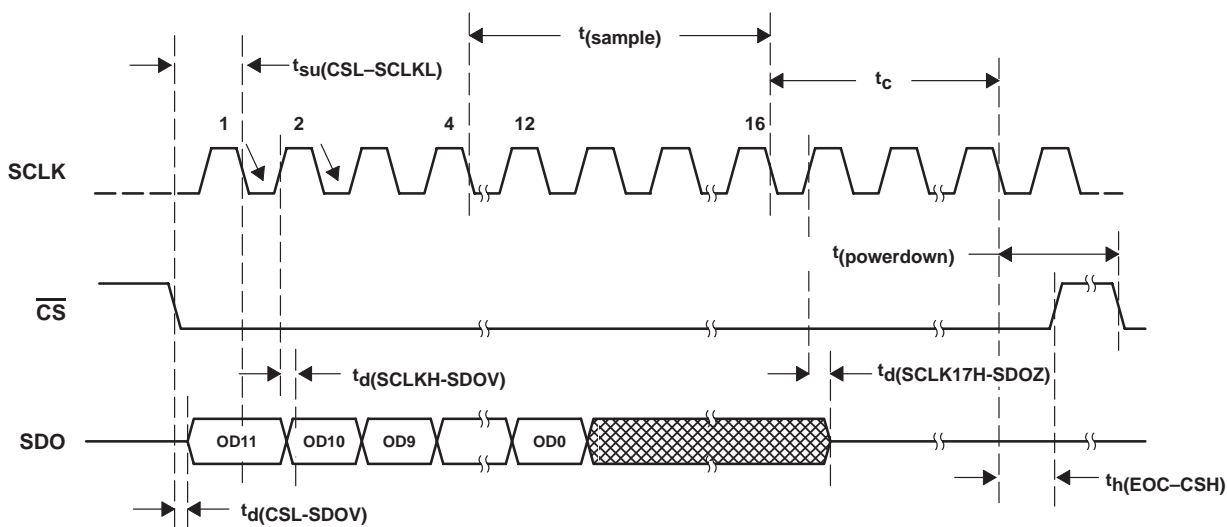 t(sample)
tsu(CSL–SCLKL)
tc
1 2 4 12 16
SCLK
t(powerdown)
CS
td(SCLKH-SDOV)
td(SCLK17H-SDOZ)
SDO OD11 OD10 OD9 OD0
th(EOC–CSH)
td(CSL-SDOV)